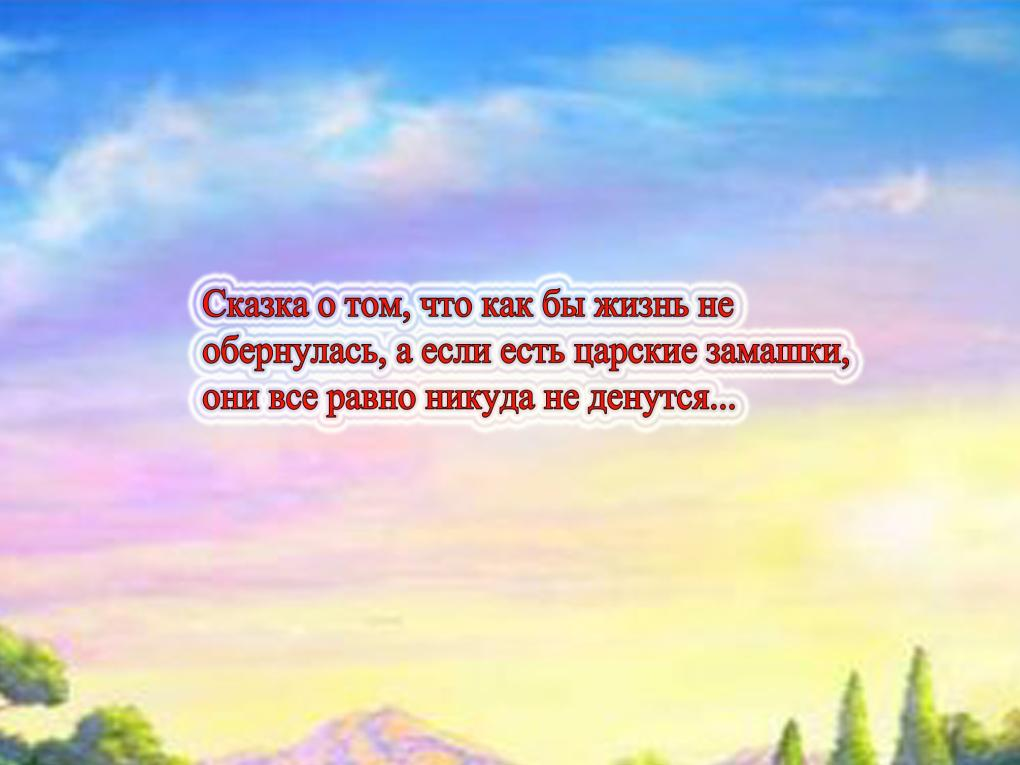 Сказка о том, что как бы жизнь не
обернулась, а если есть царские замашки,
они все равно никуда не денутся...